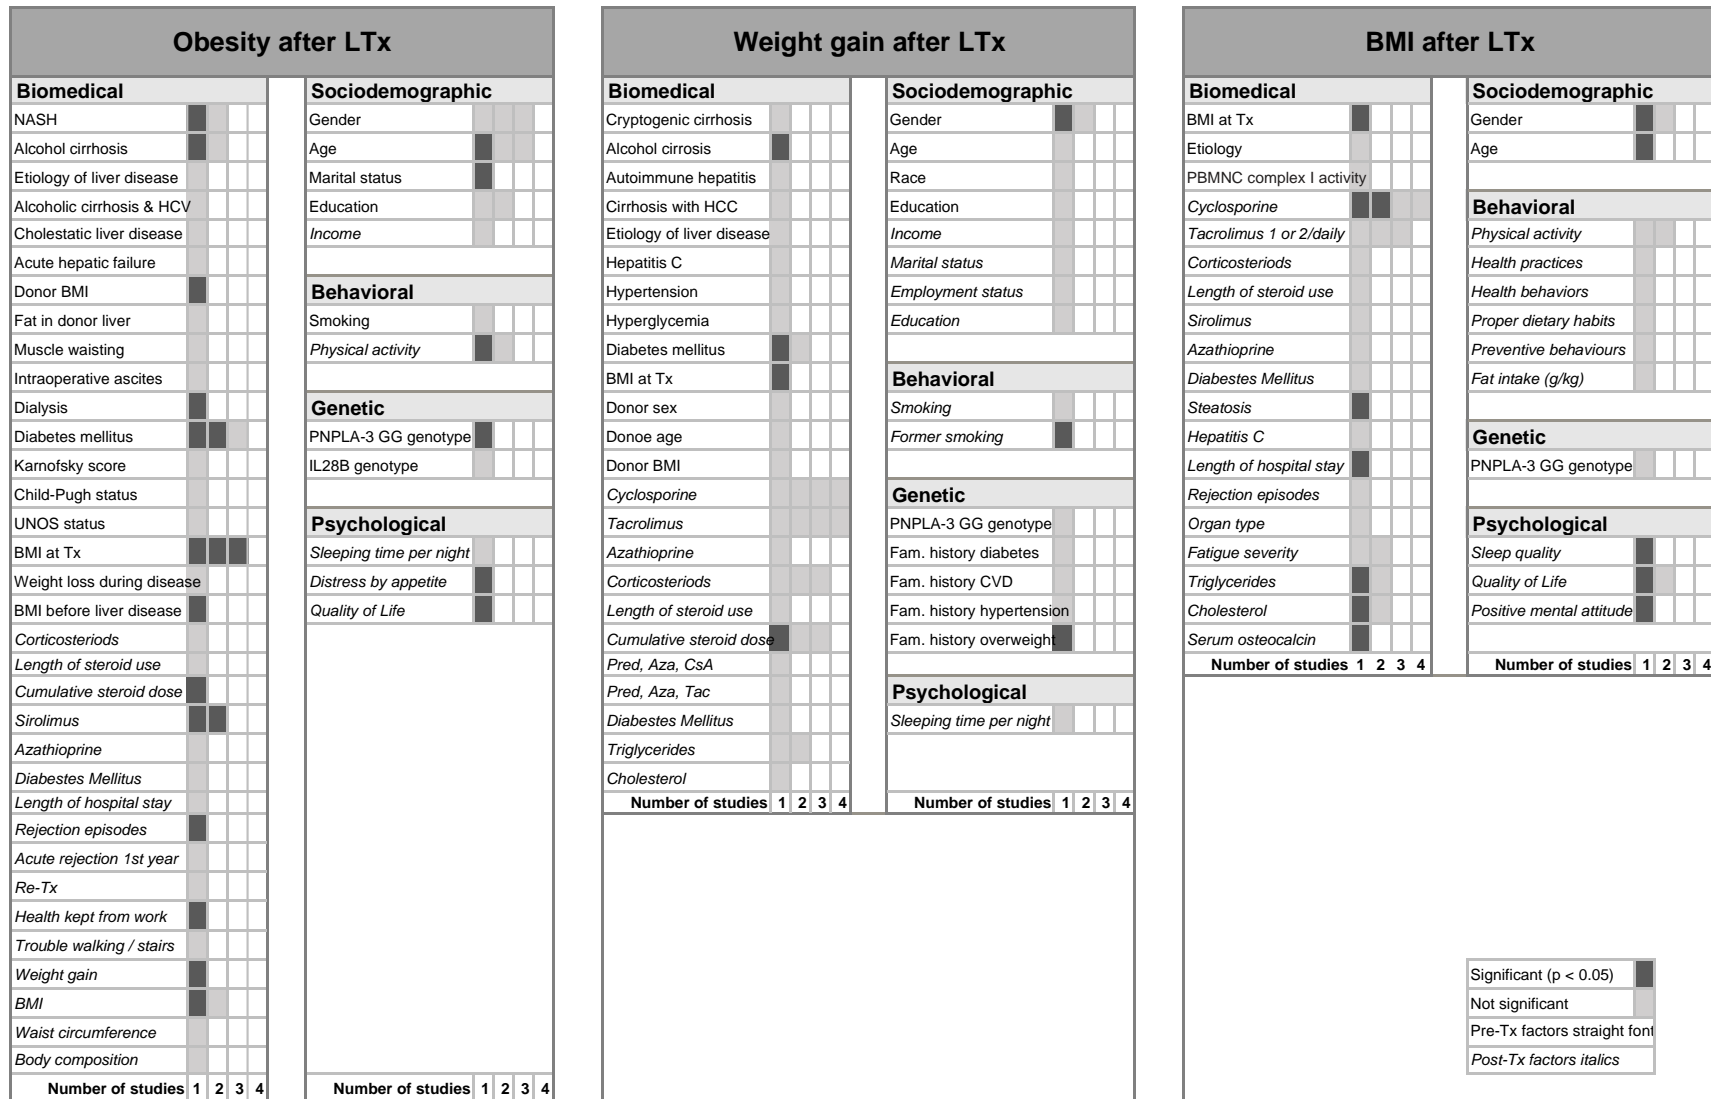 Obesity after LTx
Biomedical
NASH
Alcohol cirrhosis
Etiology of liver disease
Alcoholic cirrhosis & HCV
Cholestatic liver disease
Acute hepatic failure
Donor BMI
Fat in donor liver
Muscle waisting
Intraoperative ascites
Dialysis
Diabetes mellitus
Karnofsky score
Child-Pugh status
UNOS status
BMI at Tx
Weight loss during disease
BMI before liver disease
Corticosteriods
Length of steroid use
Cumulative steroid dose
Sirolimus
Azathioprine
Diabestes Mellitus
Length of hospital stay
Rejection episodes
Acute rejection 1st year
Re-Tx
Health kept from work
Trouble walking / stairs
Weight gain
BMI
Waist circumference
Body composition
Number of studies 1 2 3 4
Sociodemographic
Gender
Age
Marital status
Education
Income
Behavioral
Smoking
Physical activity
Genetic
PNPLA-3 GG genotype
IL28B genotype
Psychological
Sleeping time per night
Distress by appetite
Quality of Life
Number of studies 1 2 3 4
Weight gain after LTx
Biomedical
Cryptogenic cirrhosis
Alcohol cirrosis
Autoimmune hepatitis
Cirrhosis with HCC
Etiology of liver disease
Hepatitis C
Hypertension
Hyperglycemia
Diabetes mellitus
BMI at Tx
Donor sex
Donoe age
Donor BMI
Cyclosporine
Tacrolimus
Azathioprine
Corticosteriods
Length of steroid use
Cumulative steroid dose
Pred, Aza, CsA
Pred, Aza, Tac
Diabestes Mellitus
Triglycerides
Cholesterol
Number of studies 1 2 3 4
Sociodemographic
Gender
Age
Race
Education
Income
Marital status
Employment status
Education
Behavioral
Smoking
Former smoking
Genetic
PNPLA-3 GG genotype
Fam. history diabetes
Fam. history CVD
Fam. history hypertension
Fam. history overweight
Psychological
Sleeping time per night
Number of studies 1 2 3 4
BMI after LTx
Biomedical
BMI at Tx
Etiology
PBMNC complex I activity
Cyclosporine
Tacrolimus 1 or 2/daily
Corticosteriods
Length of steroid use
Sirolimus
Azathioprine
Diabestes Mellitus
Steatosis
Hepatitis C
Length of hospital stay
Rejection episodes
Organ type
Fatigue severity
Triglycerides
Cholesterol
Serum osteocalcin
Number of studies 1 2 3 4
Sociodemographic
Gender
Age
Behavioral
Physical activity
Health practices
Health behaviors
Proper dietary habits
Preventive behaviours
Fat intake (g/kg)
Genetic
PNPLA-3 GG genotype
Psychological
Sleep quality
Quality of Life
Positive mental attitude
Number of studies 1 2 3 4
Significant (p < 0.05)
Not significant
Pre-Tx factors straight font
Post-Tx factors italics